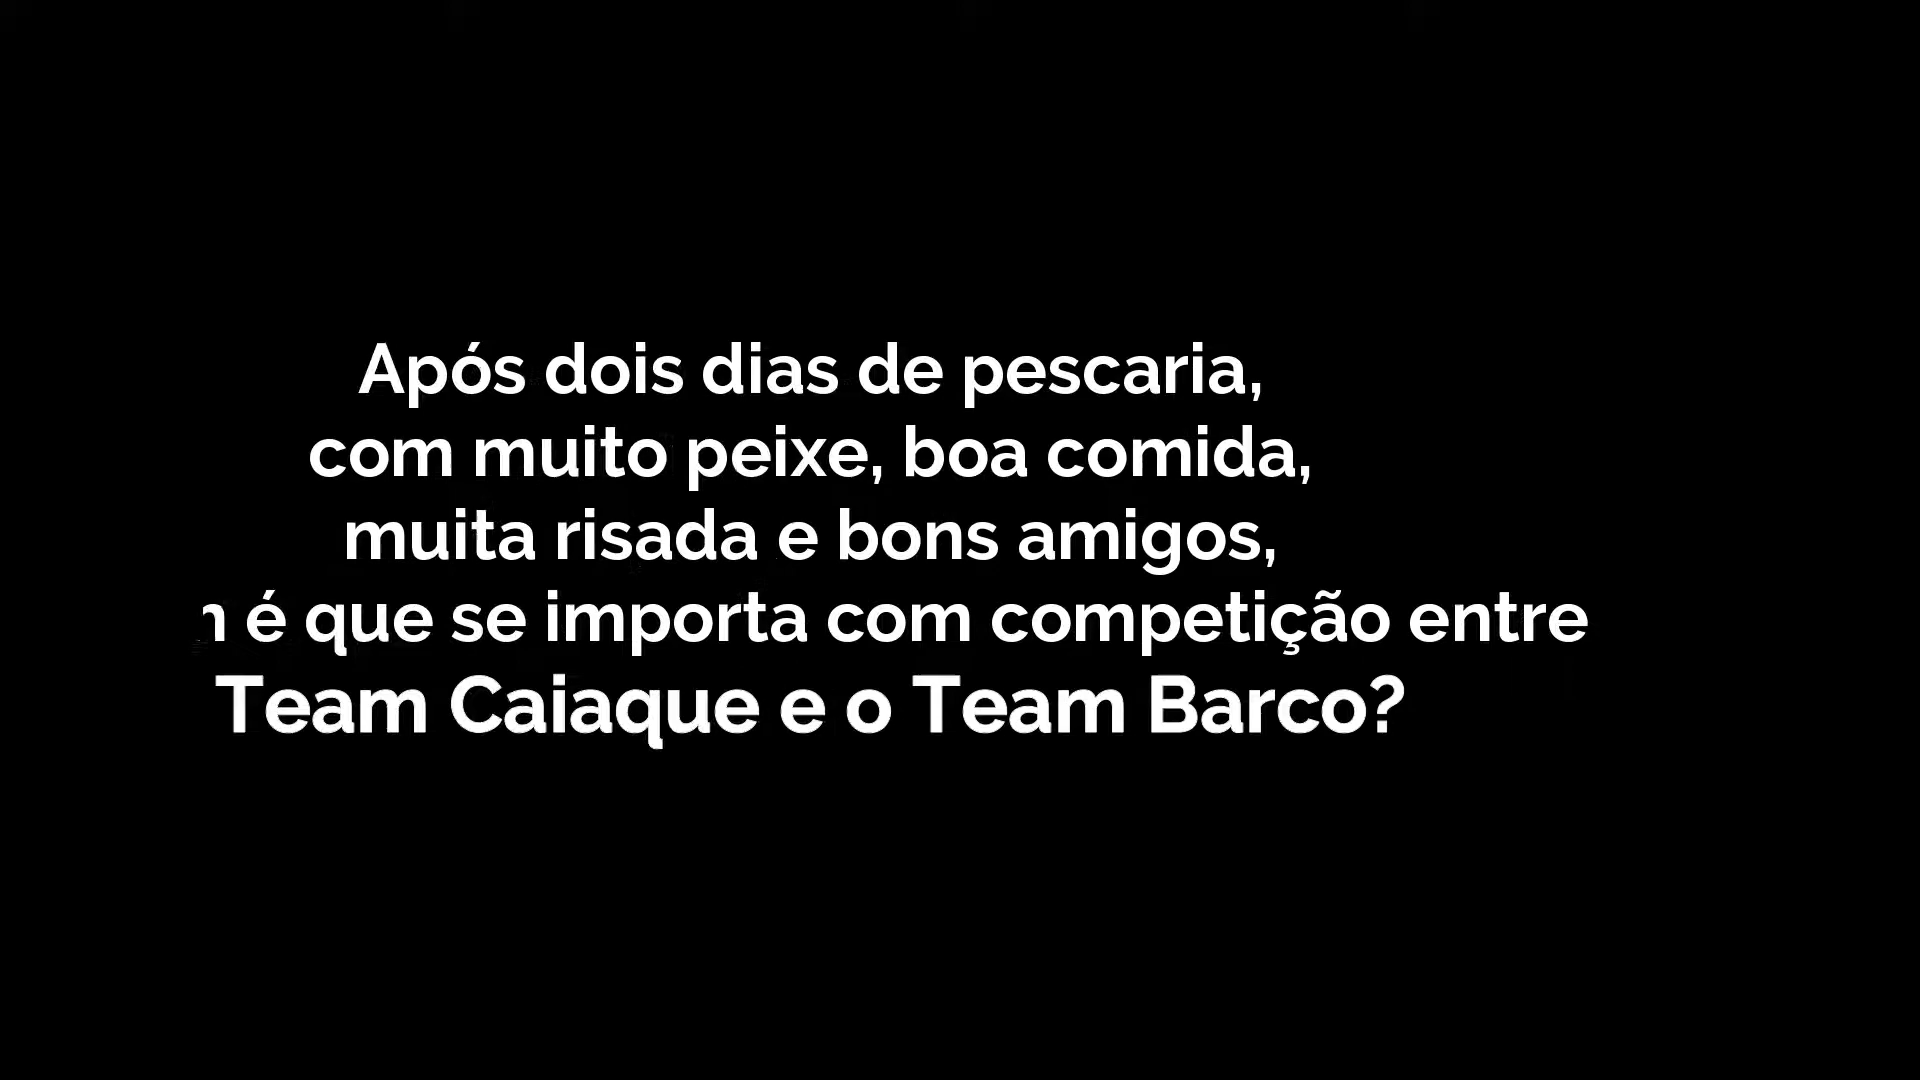 Após dois dias de pescaria,
com muito peixe, boa comida,
muita risada e bons amigos,
é que se importa com competição entre
Team Caiaque e o Team Barco?